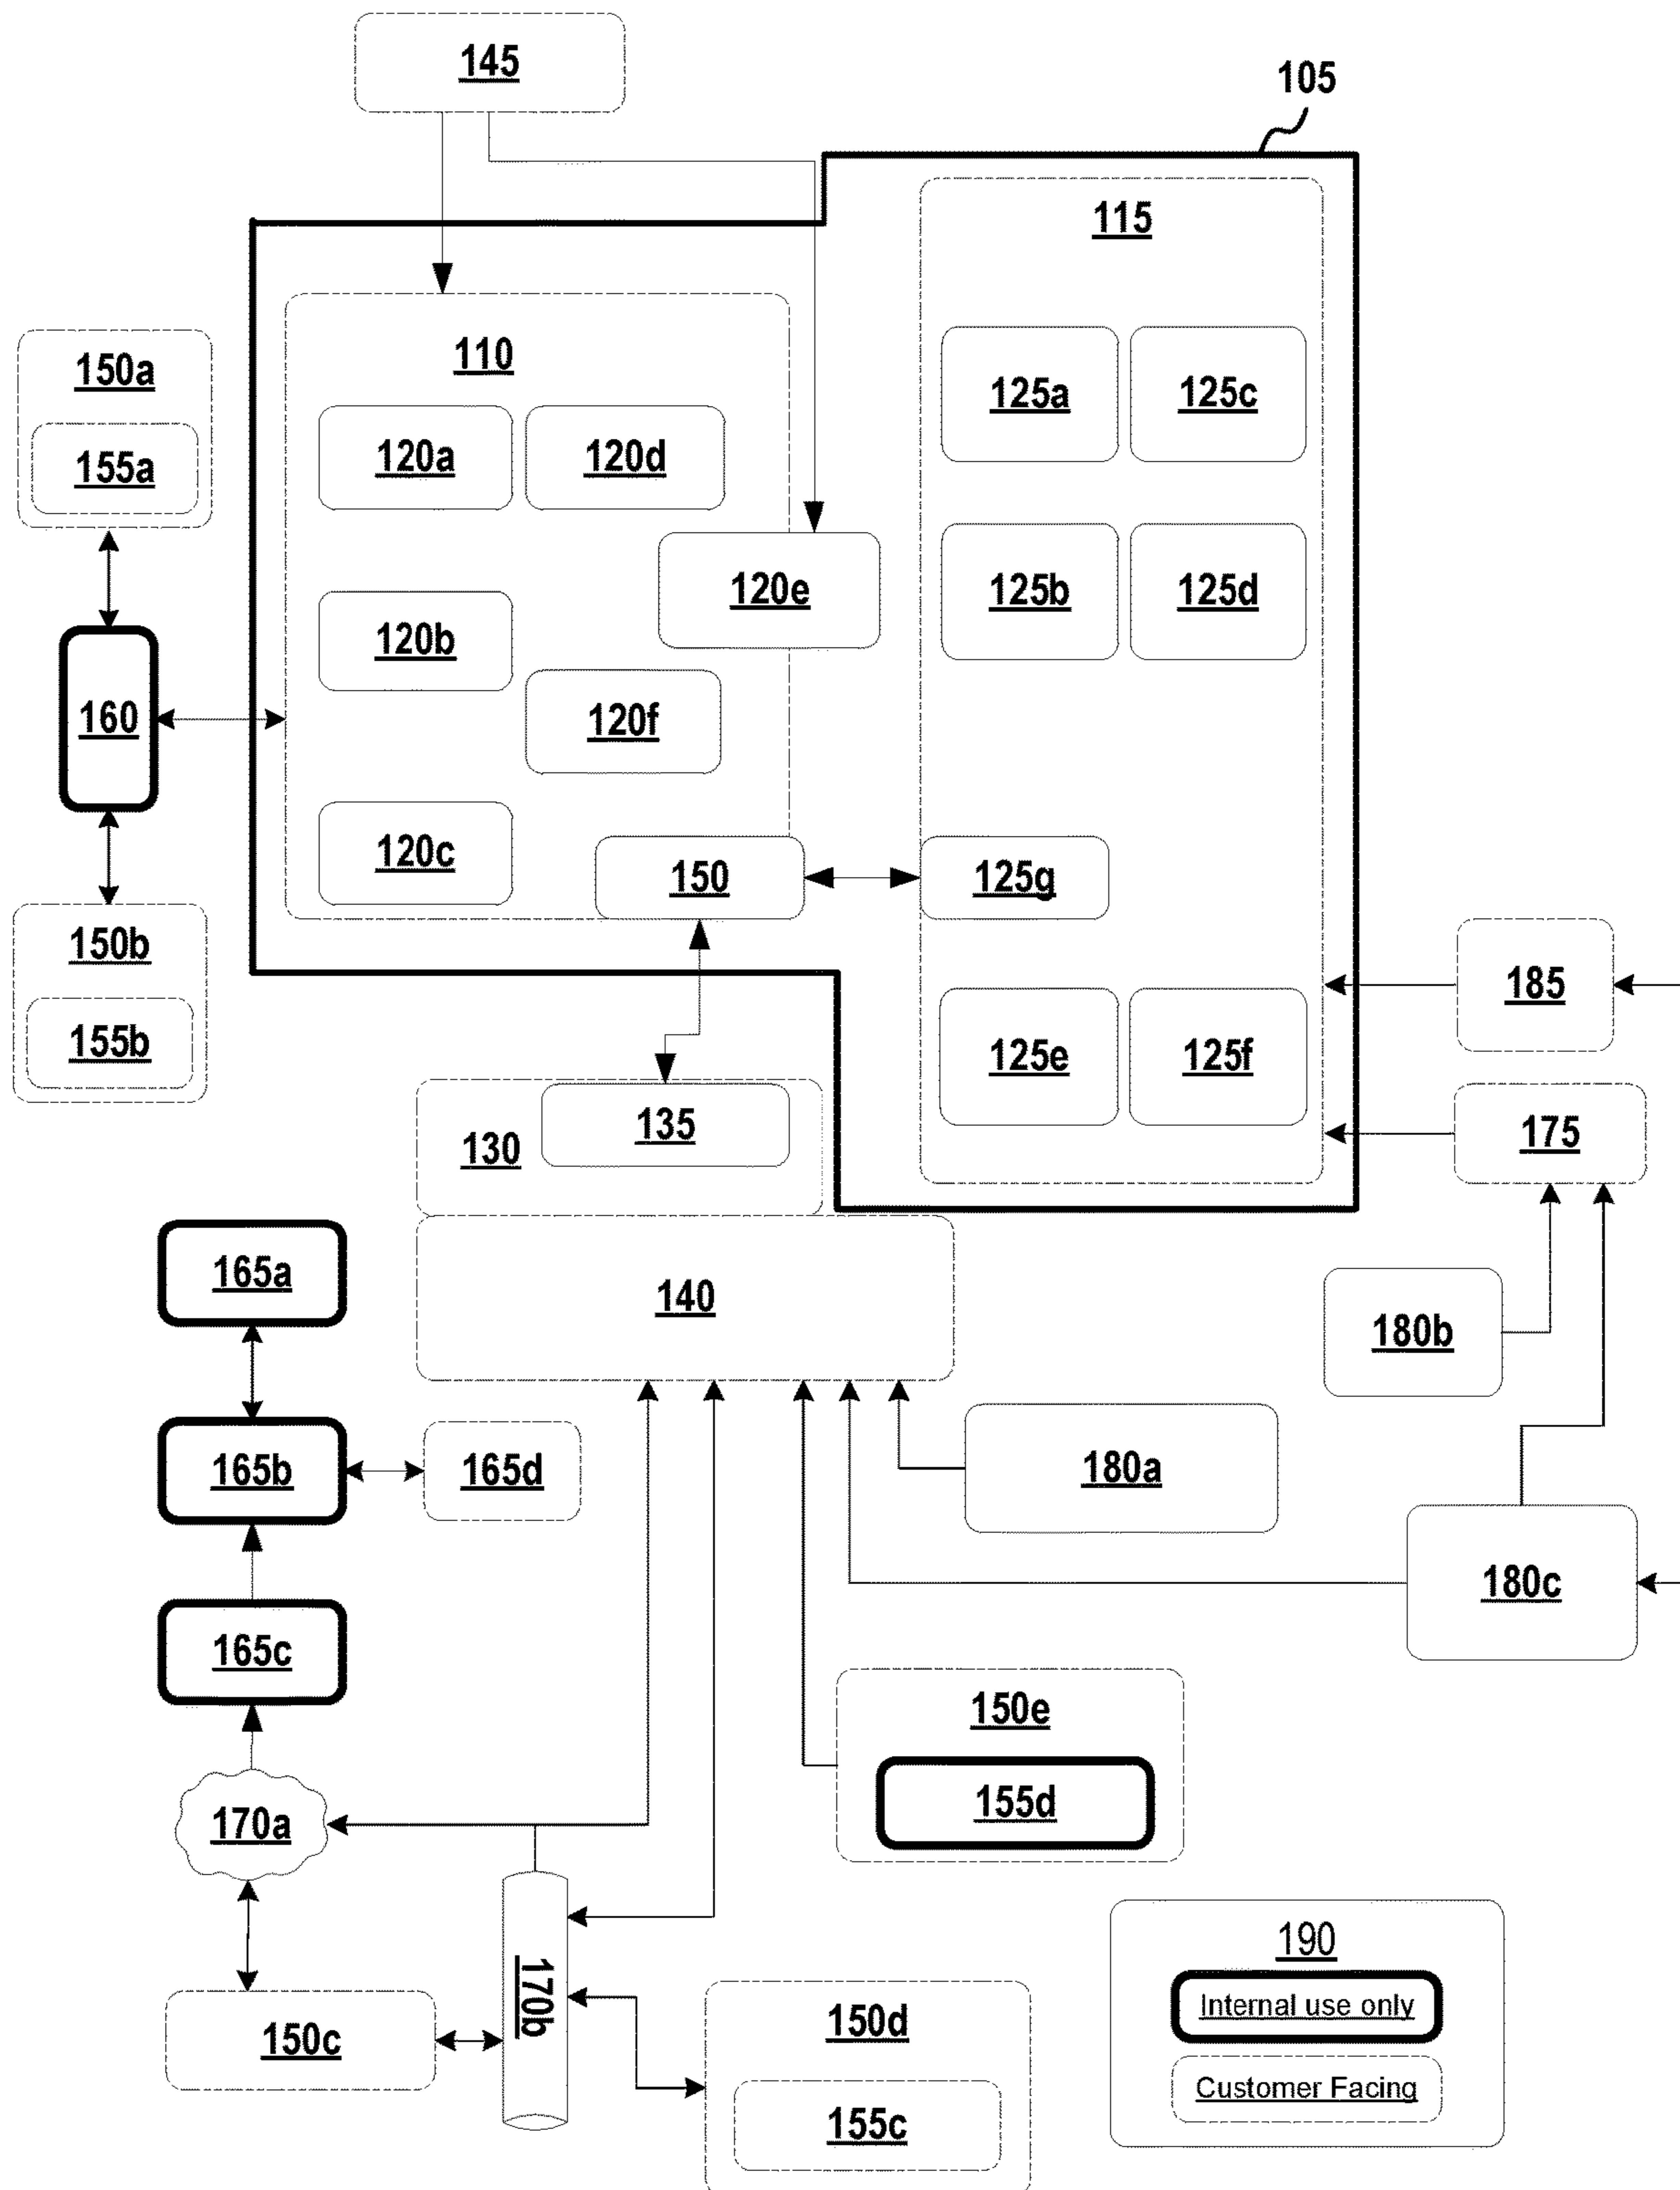 145
105
115
110
150a
155a
125a
125c
120a
120d
125b
125d
120e
120b
160
120f
120c
150
125g
150b
155b
185
125e
125f
130
135
175
165a
140
180b
165b
165d
180a
180c
165c
150e
155d
170a
170b
150c
150d
155c
190
Internal use only
Customer Facing